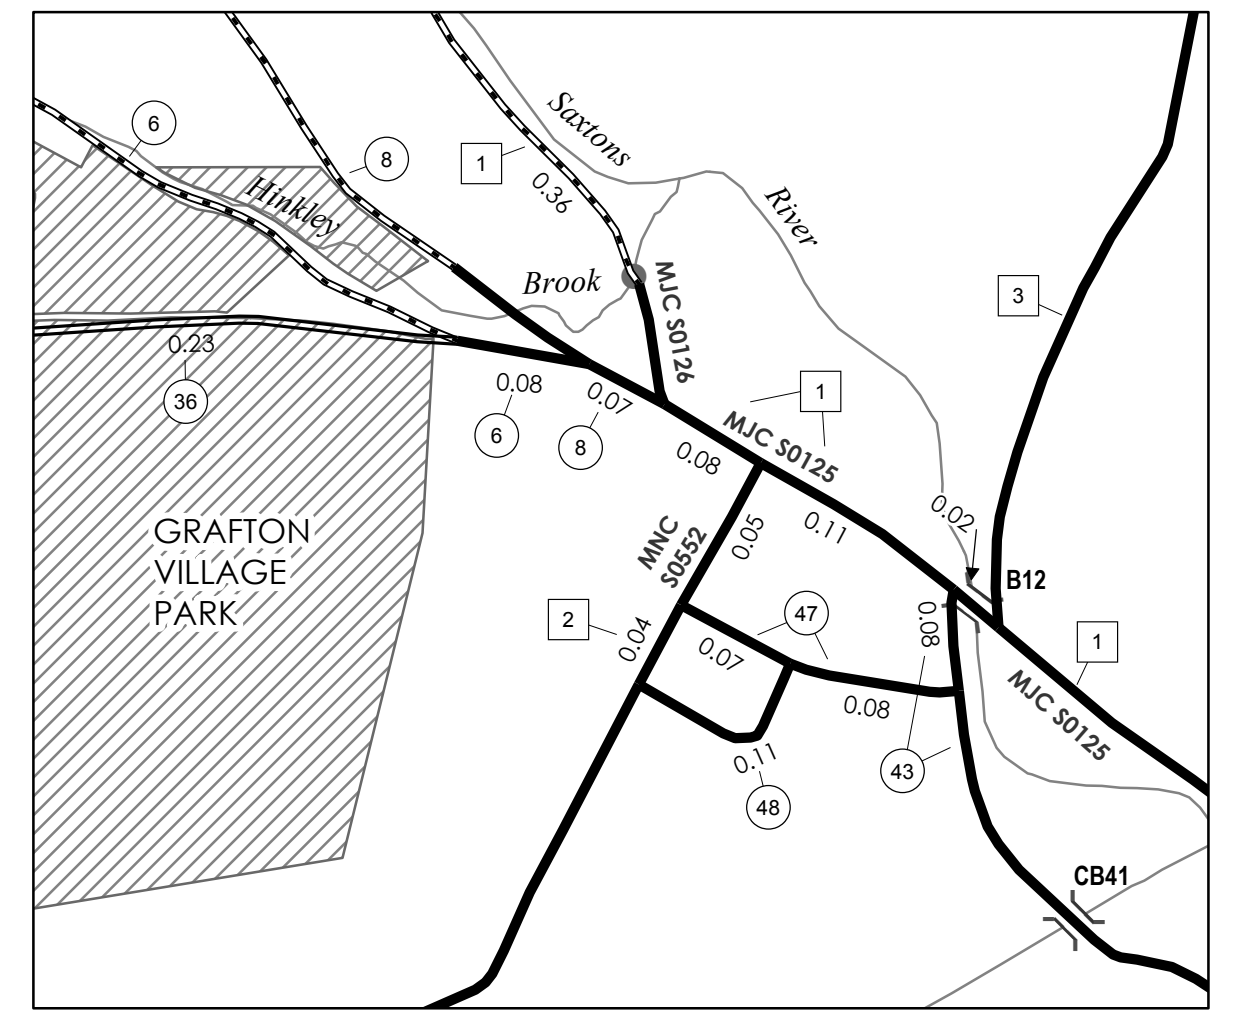 6
8
1
Saxtons
0.36
Hinkley
River
Brook
MJC S0126
3
0.23
36
0.08
6
0.07
8
1
MJC S0125
0.08
0.11
0.02
MNC
S0552
0.05
GRAFTON
VILLAGE
PARK
B12
2
0.04
47
0.08
0.07
1
MJC S0125
0.08
0.11
43
48
CB41